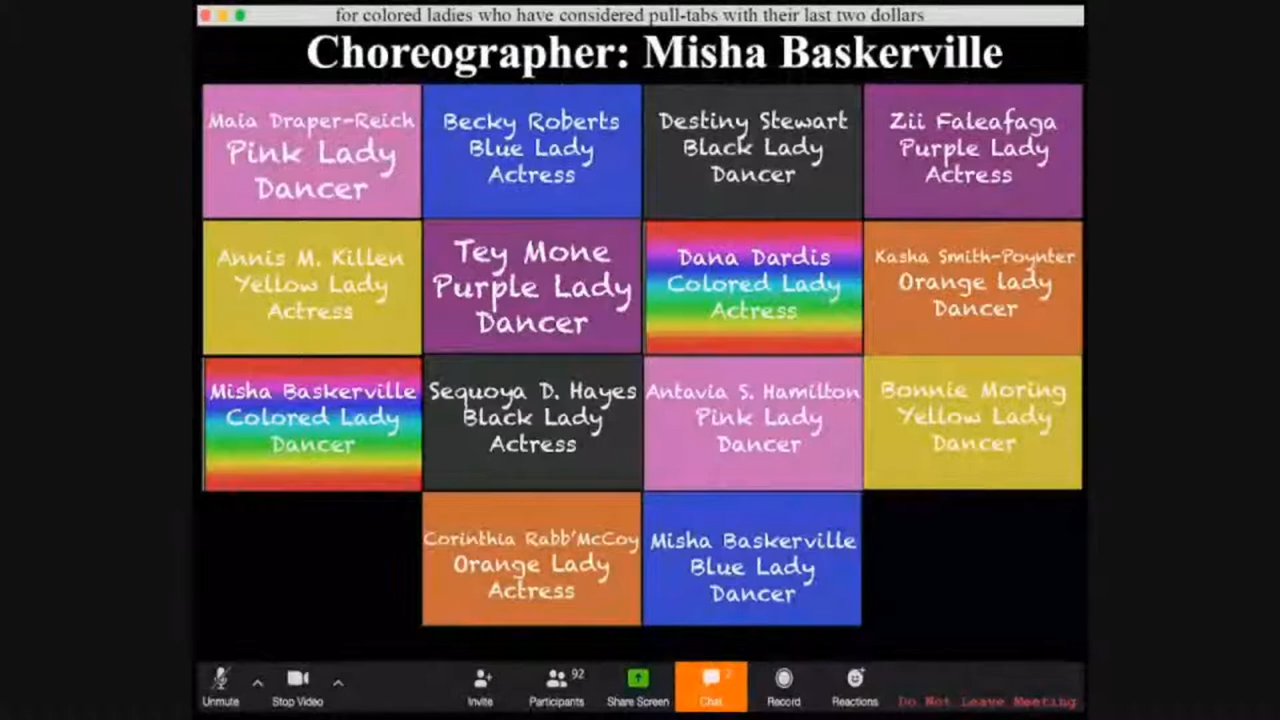 for colored ladies who have considered pull-tabs with their last two dollars
Choreographer: Misha Baskerville
Maia Draper-Reich
Pink Lady
Dancer
Becky Roberts
Blue Lady
Actress
Destiny Stewart
Black Lady
Dancer
Zii Faleafaga
Purple Lady
Actress
Annis M. Killen
Yellow Lady
Actress
Tey Mone
Purple Lady
Dancer
Dana Dardis
Colored Lady
Actress
Kasha Smith-Poynter
Orange lady
Dancer
Misha Baskerville
Colored Lady
Dancer
Sequoya D. Hayes
Black Lady
Actress
Antavia S. Hamilton
Pink Lady
Dancer
Bonnie Moring
Yellow Lady
Dancer
Corinthia Rabb'McCoy
Orange Lady
Actress
Misha Baskerville
Blue Lady
Dancer
Unmute
Stop Video
Invite
92
Participants
Share Screen
2
Chat
Record
Reactions
Do Not Leave Meeting